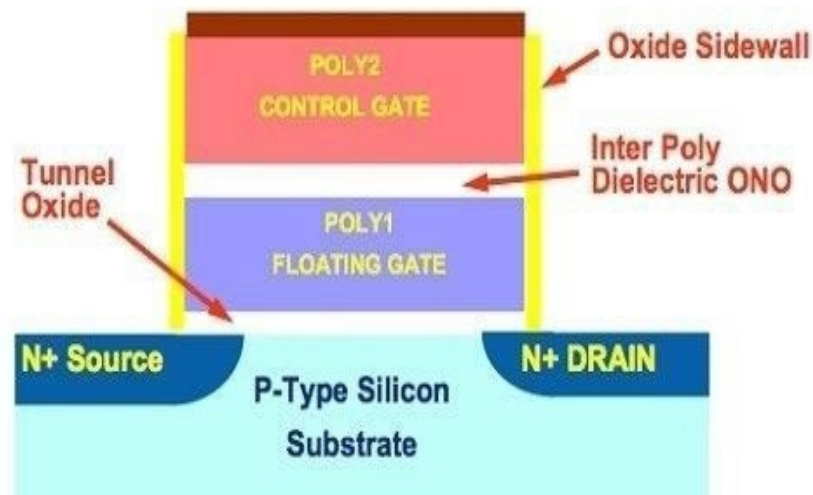 POLY2
CONTROL GATE
Oxide Sidewall
Inter Poly
Dielectric ONO
Tunnel
Oxide
POLY1
FLOATING GATE
N+ Source
N+ DRAIN
P-Type Silicon
Substrate